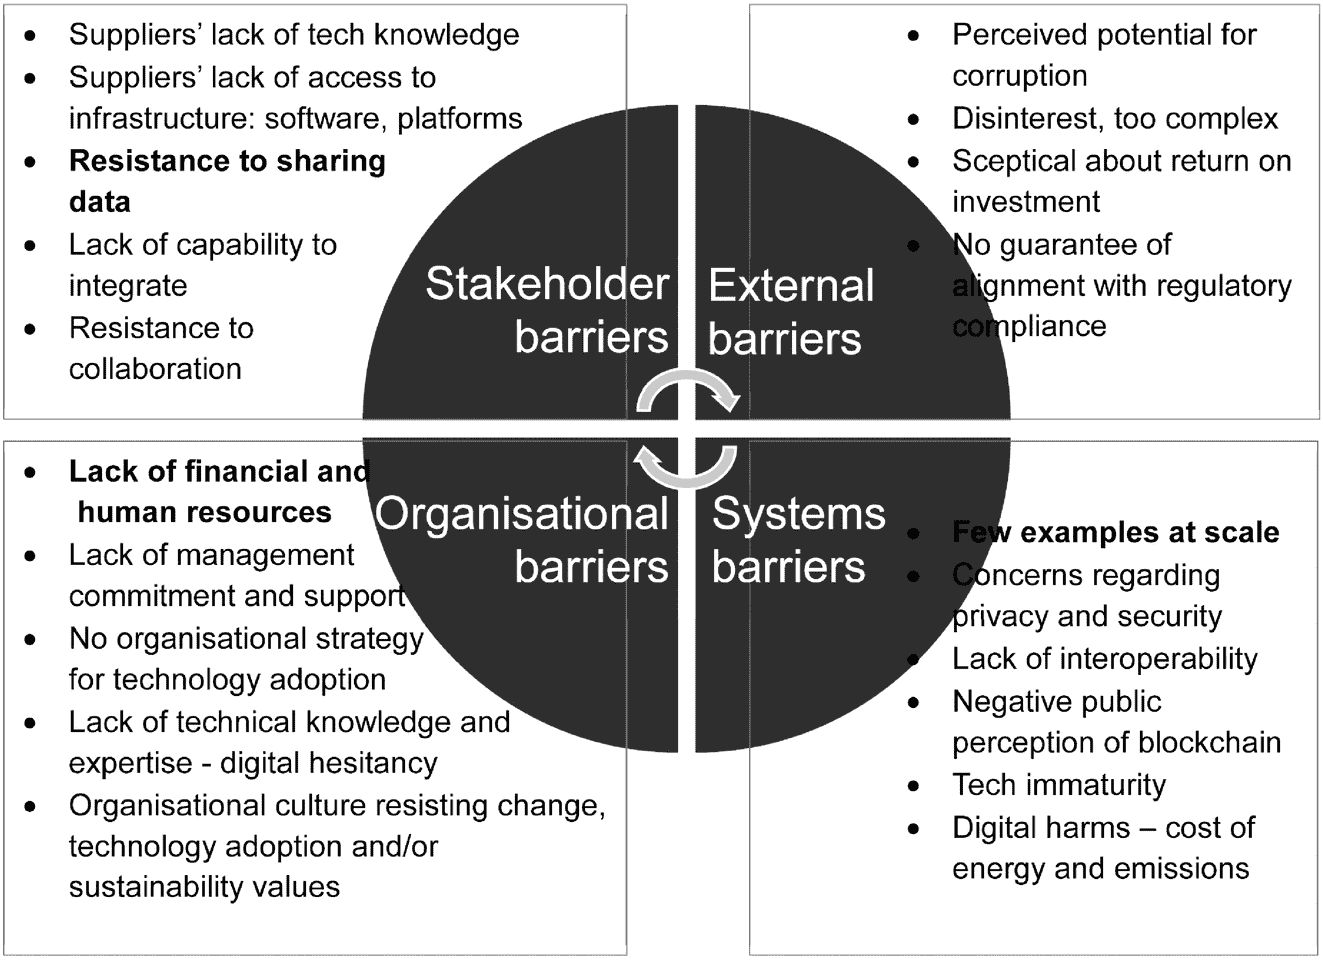 • Suppliers’ lack of tech knowledge
• Suppliers’ lack of access to
infrastructure: software, platforms
• Resistance to sharing
data
• Lack of capability to
integrate
• Resistance to
collaboration
Stakeholder
barriers
• Perceived potential for
corruption
• Disinterest, too complex
• Sceptical about return on
investment
• No guarantee of
alignment with regulatory
compliance
External
barriers
• Lack of financial and
human resources
• Lack of management
commitment and support
• No organisational strategy
for technology adoption
• Lack of technical knowledge and
expertise - digital hesitancy
• Organisational culture resisting change,
technology adoption and/or
sustainability values
Organisational
barriers
Systems
barriers
• Few examples at scale
• Concerns regarding
privacy and security
• Lack of interoperability
• Negative public
perception of blockchain
• Tech immaturity
• Digital harms – cost of
energy and emissions